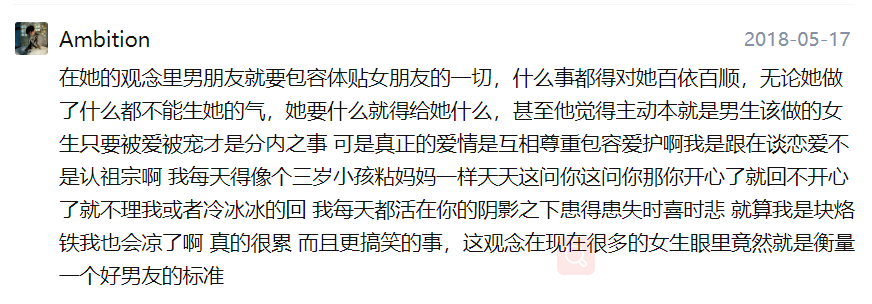 Ambition 2018-05-17
在她的观念里男朋友就要包容体贴女朋友的一切，什么事都得对她百依百顺，无论她做
了什么都不能生她的气，她要什么就得给她什么，甚至他觉得主动本就是男生该做的女
生只要被爱被宠才是分内之事 可是真正的爱情是互相尊重包容爱护啊我是跟在谈恋爱不
是认祖宗啊 我每天得像个三岁小孩粘妈妈一样天天这问你这问你那你开心了就回不开心
了就不理我或者冷冰冰的回 我每天都活在你的阴影之下患得患失时喜时悲 就算我是块烙
铁我也会凉了啊 真的很累 而且更搞笑的事，这观念在现在很多的女生眼里竟然就是衡量
一个好男友的标准